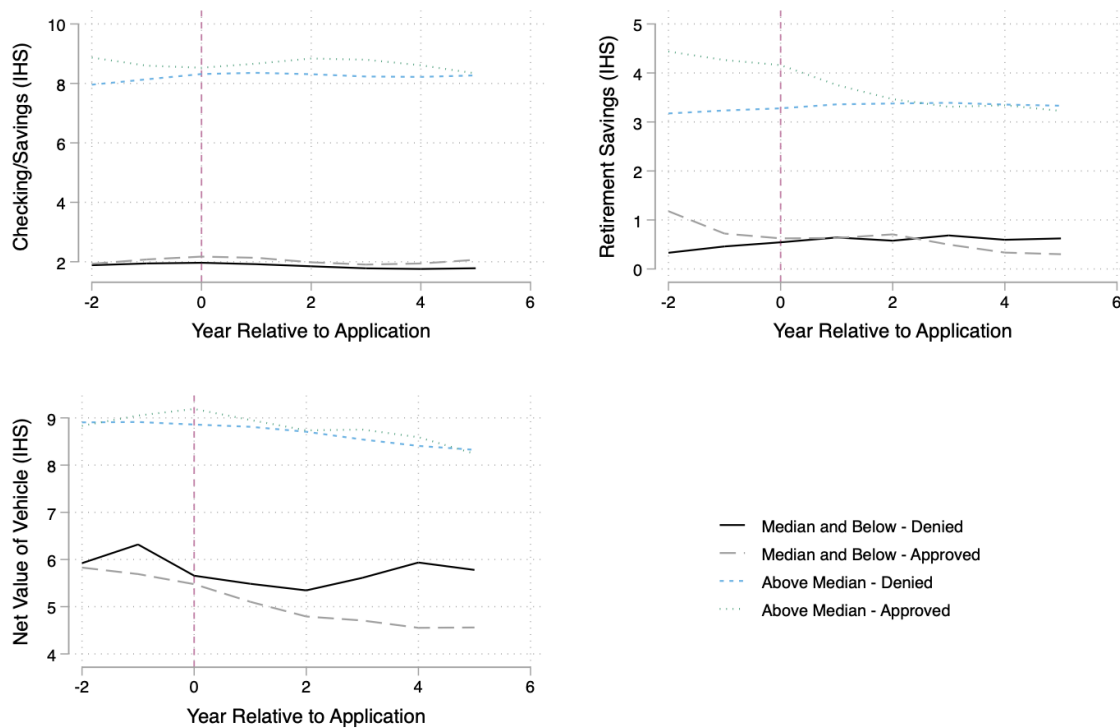 Checking/Savings (IHS)
10
8
6
4
2
-2 0 2 4 6
Year Relative to Application
Retirement Savings (IHS)
5
4
3
2
1
0
-2 0 2 4 6
Year Relative to Application
Net Value of Vehicle (IHS)
9
8
7
6
5
4
-2 0 2 4 6
Year Relative to Application
Median and Below - Denied
Median and Below - Approved
Above Median - Denied
Above Median - Approved